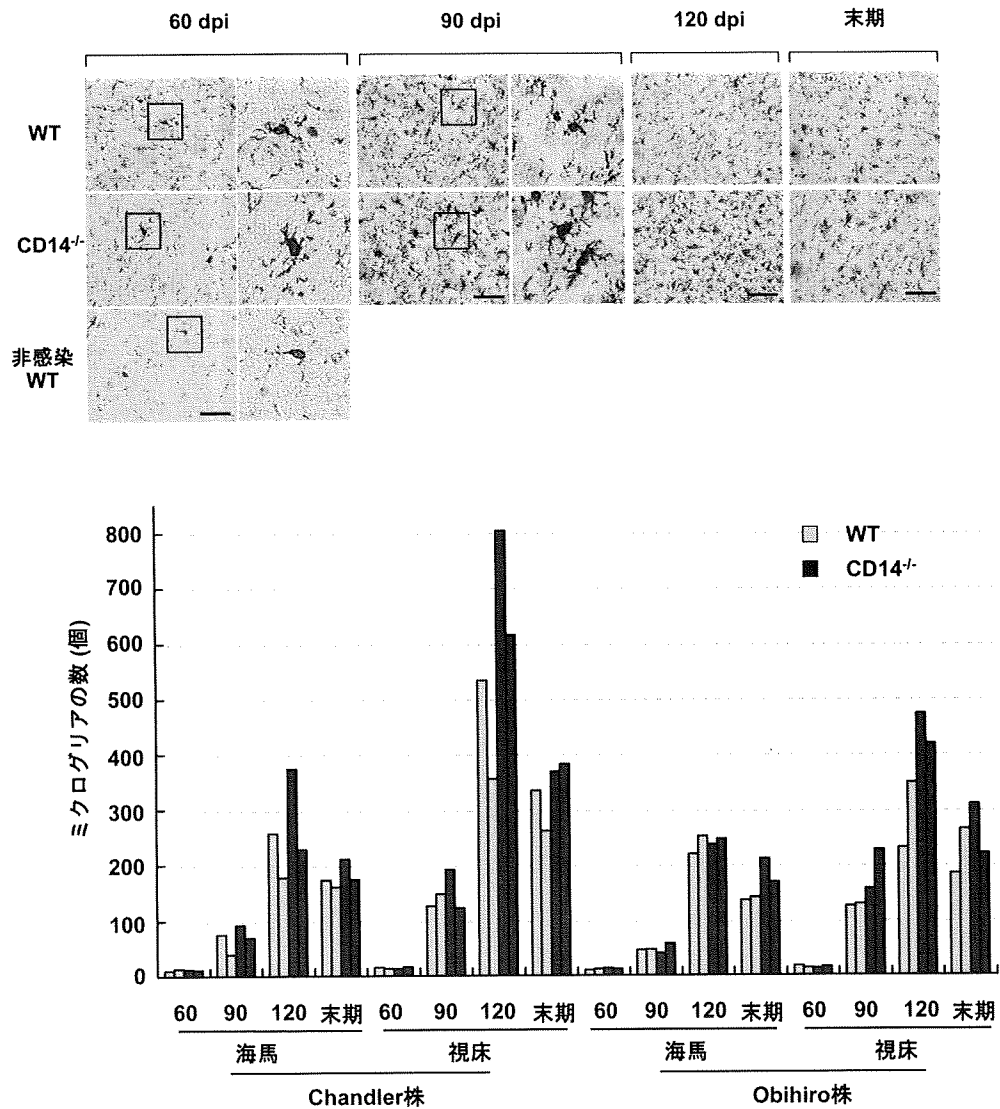 60 dpi 90 dpi 120 dpi 末期
WT
CD14-/-
非感染
WT
WT
CD14-/-
ミクログリアの数 (個)
800
700
600
500
400
300
200
100
0
60 90 120 末期 60 90 120 末期 60 90 120 末期 60 90 120 末期
海馬 視床 海馬 視床
Chandler株 Obihiro株